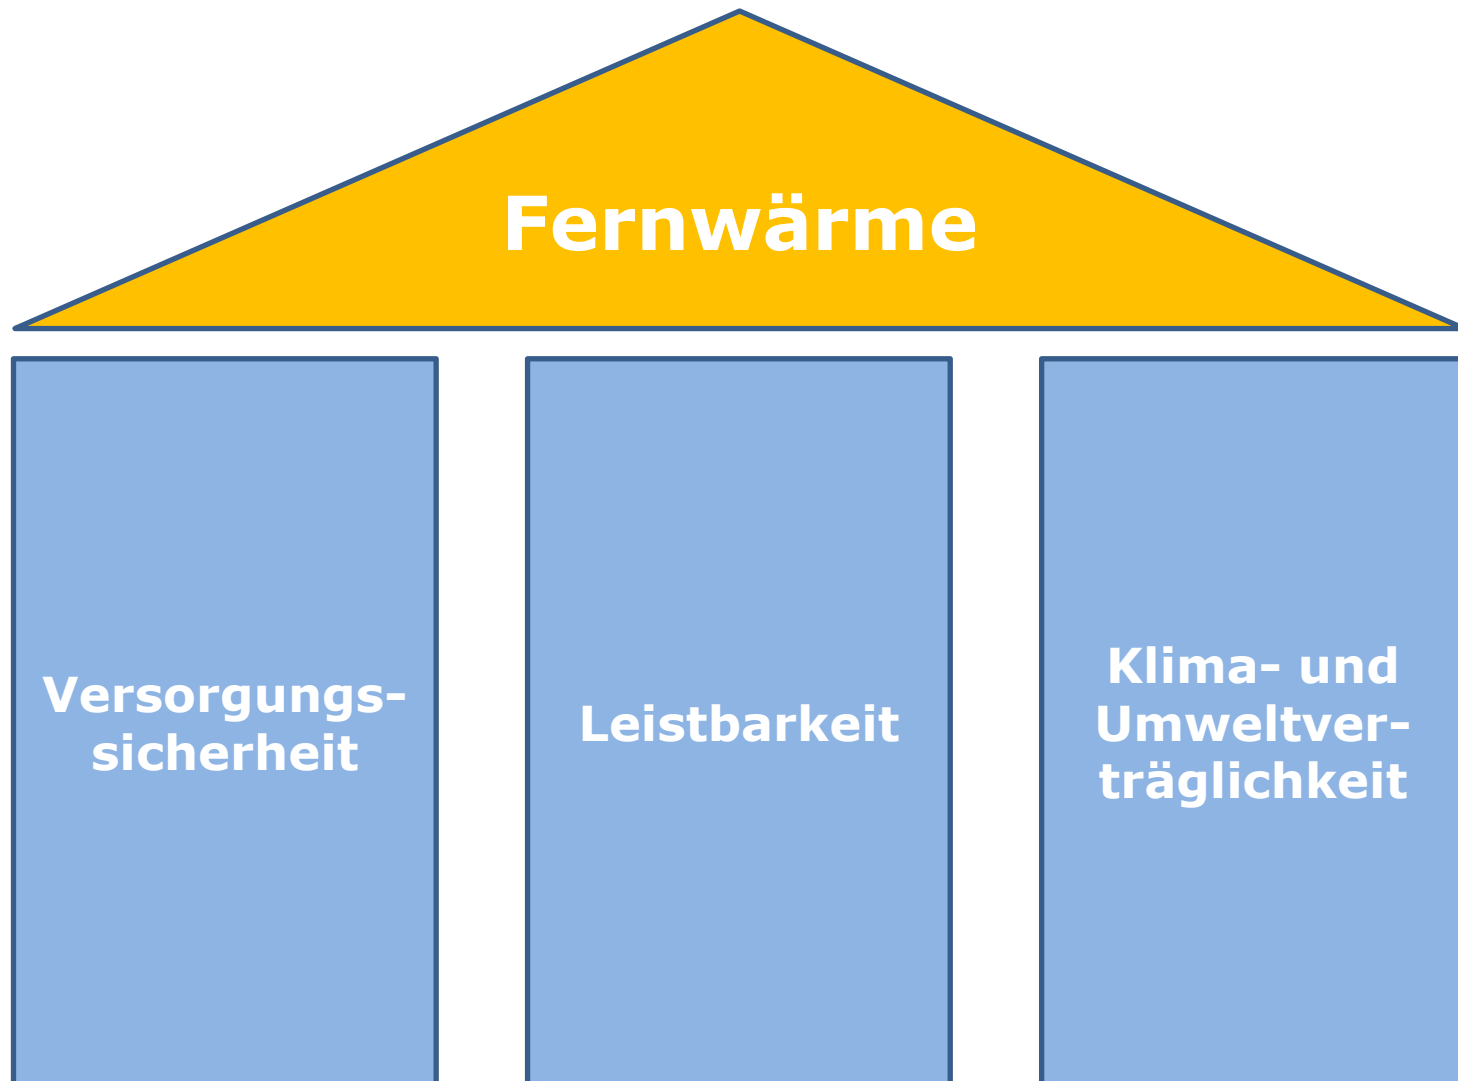 Fernwärme
Versorgungs-
sicherheit
Leistbarkeit
Klima- und
Umweltver-
träglichkeit